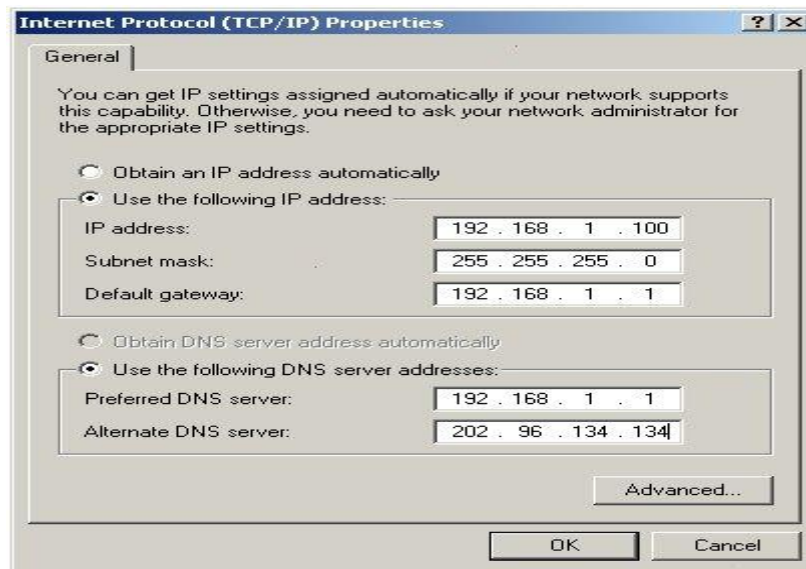 Internet Protocol (TCP/IP) Properties
General
You can get IP settings assigned automatically if your network supports
this capability. Otherwise, you need to ask your network administrator for
the appropriate IP settings.
Obtain an IP address automatically
Use the following IP address:
IP address: 192 . 168 . 1 . 100
Subnet mask: 255 . 255 . 255 . 0
Default gateway: 192 . 168 . 1 . 1
Obtain DNS server address automatically
Use the following DNS server addresses:
Preferred DNS server: 192 . 168 . 1 . 1
Alternate DNS server: 202 . 96 . 134 . 134
Advanced...
OK Cancel